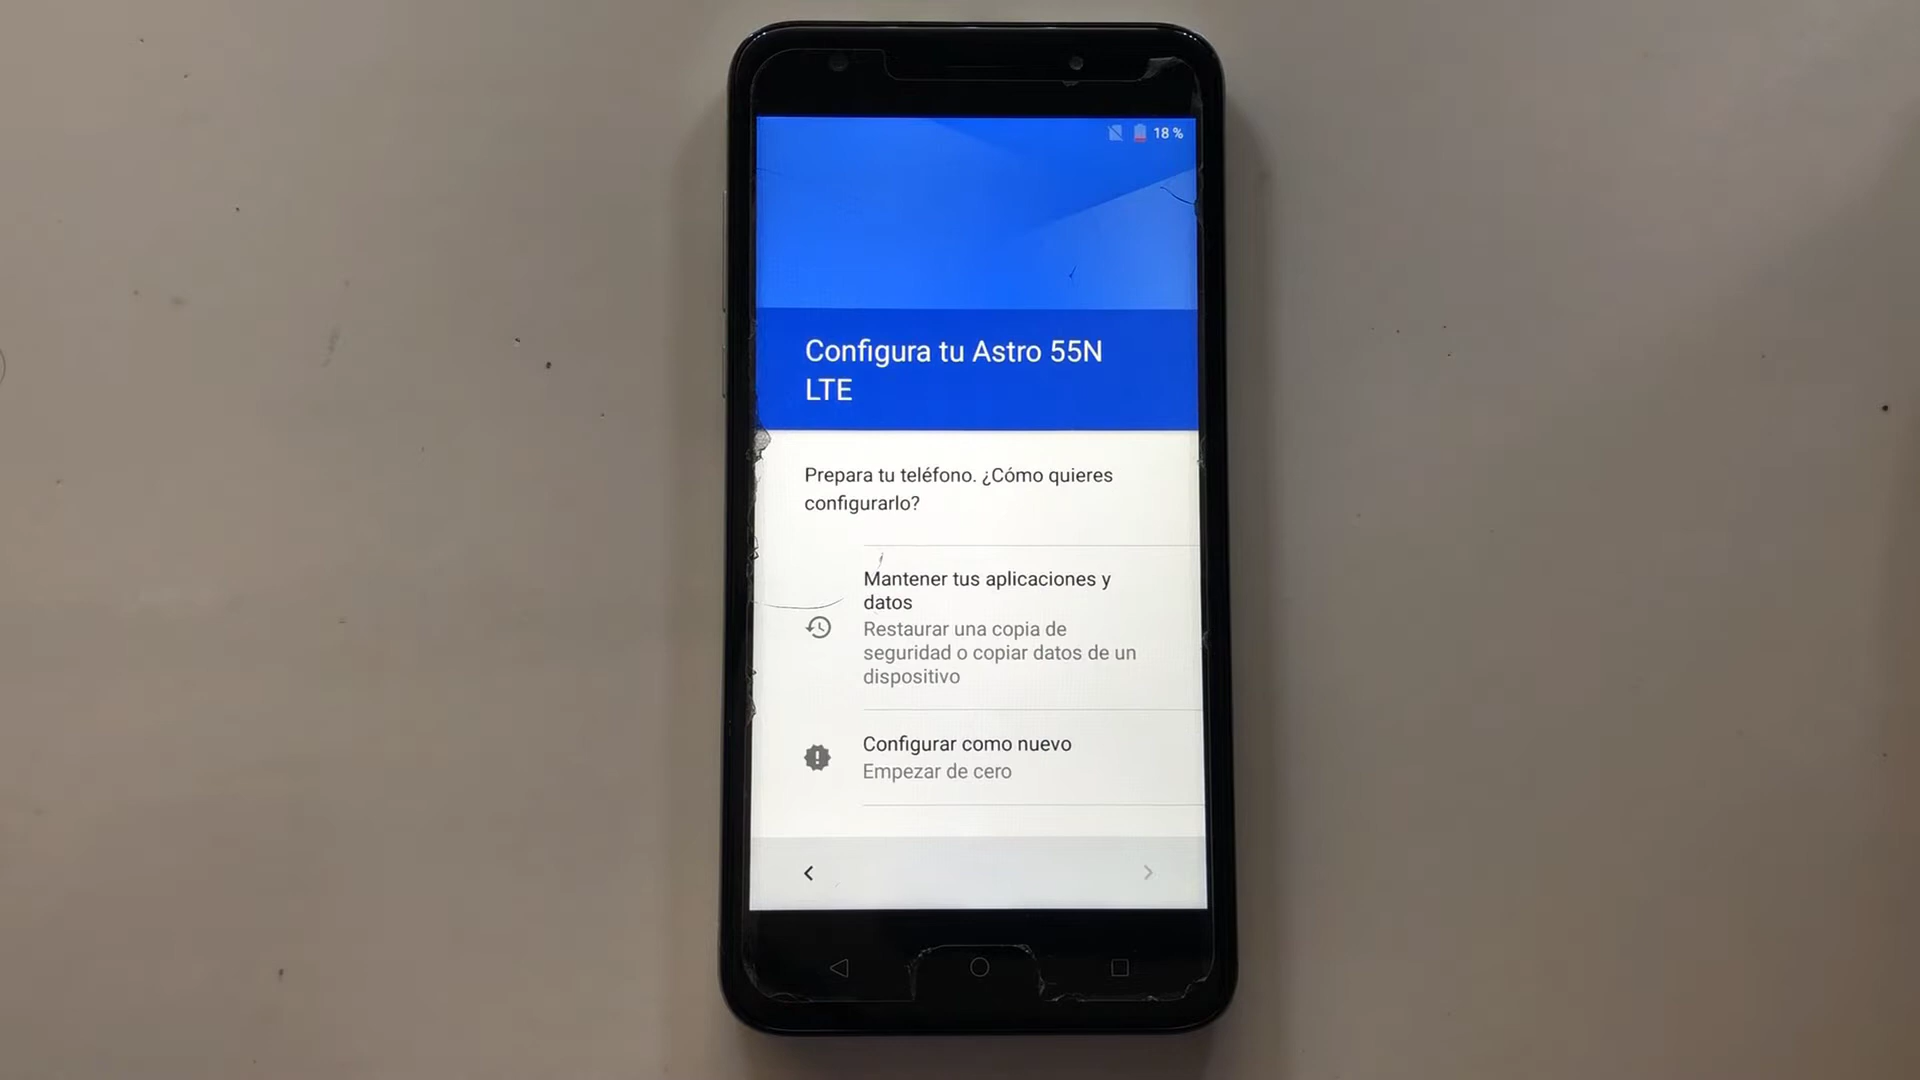 18 %
Configura tu Astro 55N
LTE
Prepara tu teléfono. ¿Cómo quieres
configurarlo?
Mantener tus aplicaciones y
datos
Restaurar una copia de
seguridad o copiar datos de un
dispositivo
Configurar como nuevo
Empezar de cero